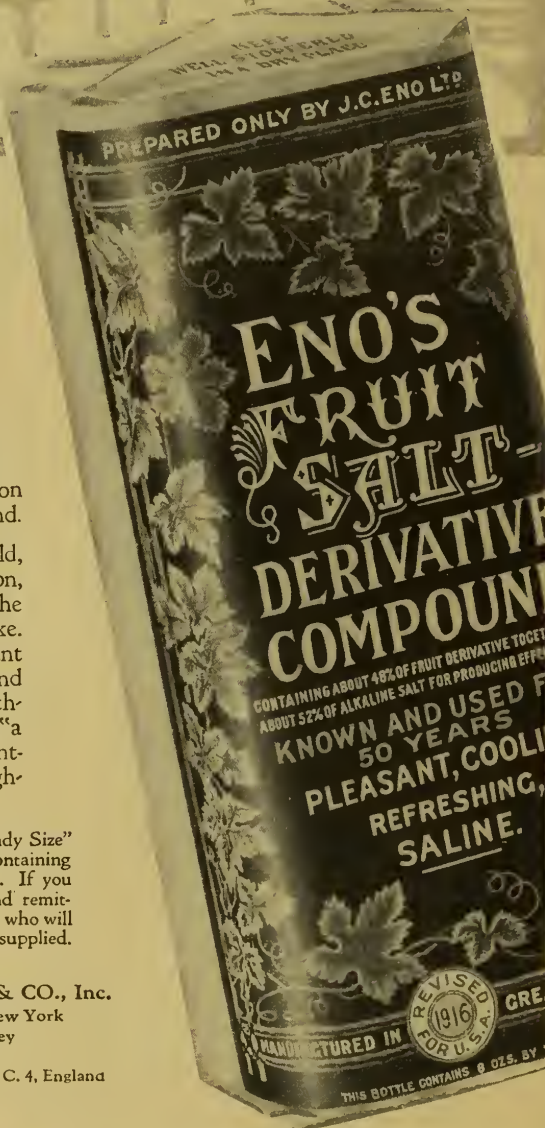 KEEP
WELL STOPPERED
IN A DRY PLACE
PREPARED ONLY BY J.C. ENO LTD
ENO'S
FRUIT
SALT-
DERIVATIVE
COMPOUN
CONTAINING ABOUT 48% OF FRUIT DERIVATIVE TOGET
ABOUT 52% OF ALKALINE SALT FOR PRODUCING EFFE
KNOWN AND USED F
50 YEARS
PLEASANT, COOLI
REFRESHING,
SALINE.
REVISED
1916
FOR U.S.A.
MANUFACTURED IN GREA
THIS BOTTLE CONTAINS 8 OZS. BY
on
nd.
ld,
on,
he
ke.
nt
nd
th-
"a
nt-
gh-
dy Size"
ontaining
. If you
nd remit-
who will
supplied.
& CO., Inc.
ew York
ey
C. 4, England